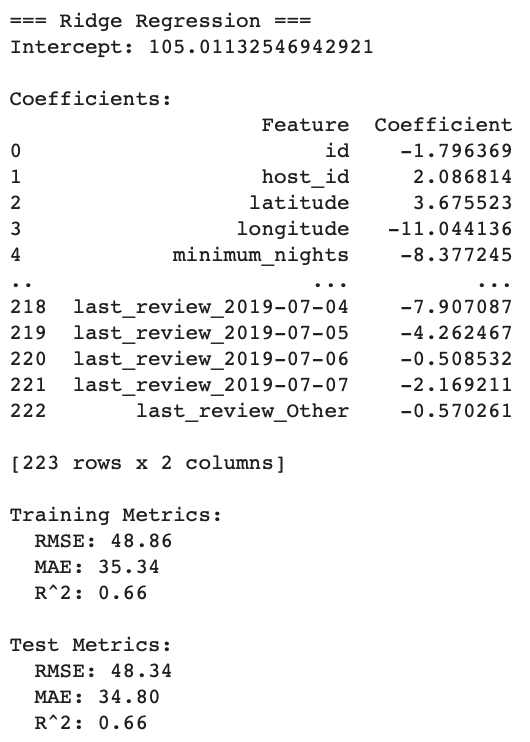 === Ridge Regression ===
Intercept: 105.01132546942921
Coefficients:
Feature Coefficient
0 id -1.796369
1 host_id 2.086814
2 latitude 3.675523
3 longitude -11.044136
4 minimum_nights -8.377245
.. ... ...
218 last_review_2019-07-04 -7.907087
219 last_review_2019-07-05 -4.262467
220 last_review_2019-07-06 -0.508532
221 last_review_2019-07-07 -2.169211
222 last_review_Other -0.570261
[223 rows x 2 columns]
Training Metrics:
RMSE: 48.86
MAE: 35.34
R^2: 0.66
Test Metrics:
RMSE: 48.34
MAE: 34.80
R^2: 0.66